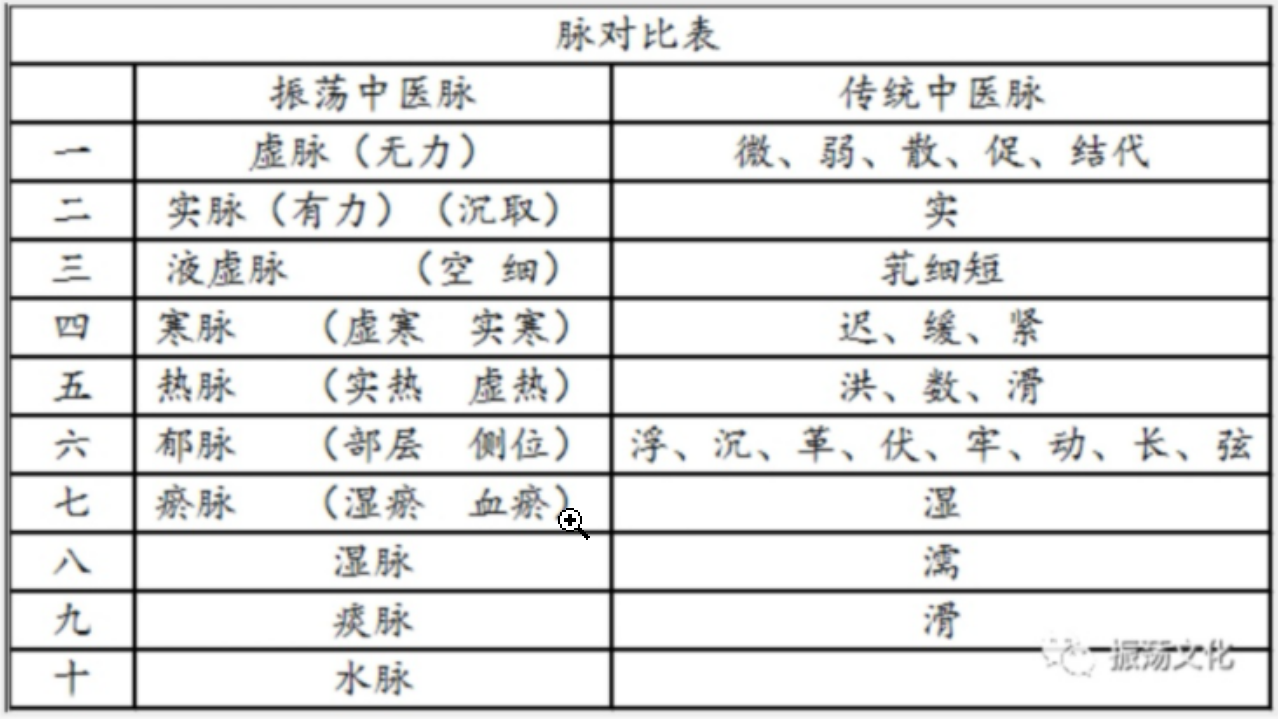 脉对比表
振荡中医脉 传统中医脉
一 虚脉（无力） 微、弱、散、促、结代
二 实脉（有力）（沉取） 实
三 液虚脉 （空 细） 芤细短
四 寒脉 （虚寒 实寒） 迟、缓、紧
五 热脉 （实热 虚热） 洪、数、滑
六 郁脉 （部层 侧位） 浮、沉、革、伏、牢、动、长、弦
七 瘀脉 （湿瘀 血瘀） 湿
八 湿脉 濡
九 痰脉 滑
十 水脉
振荡文化